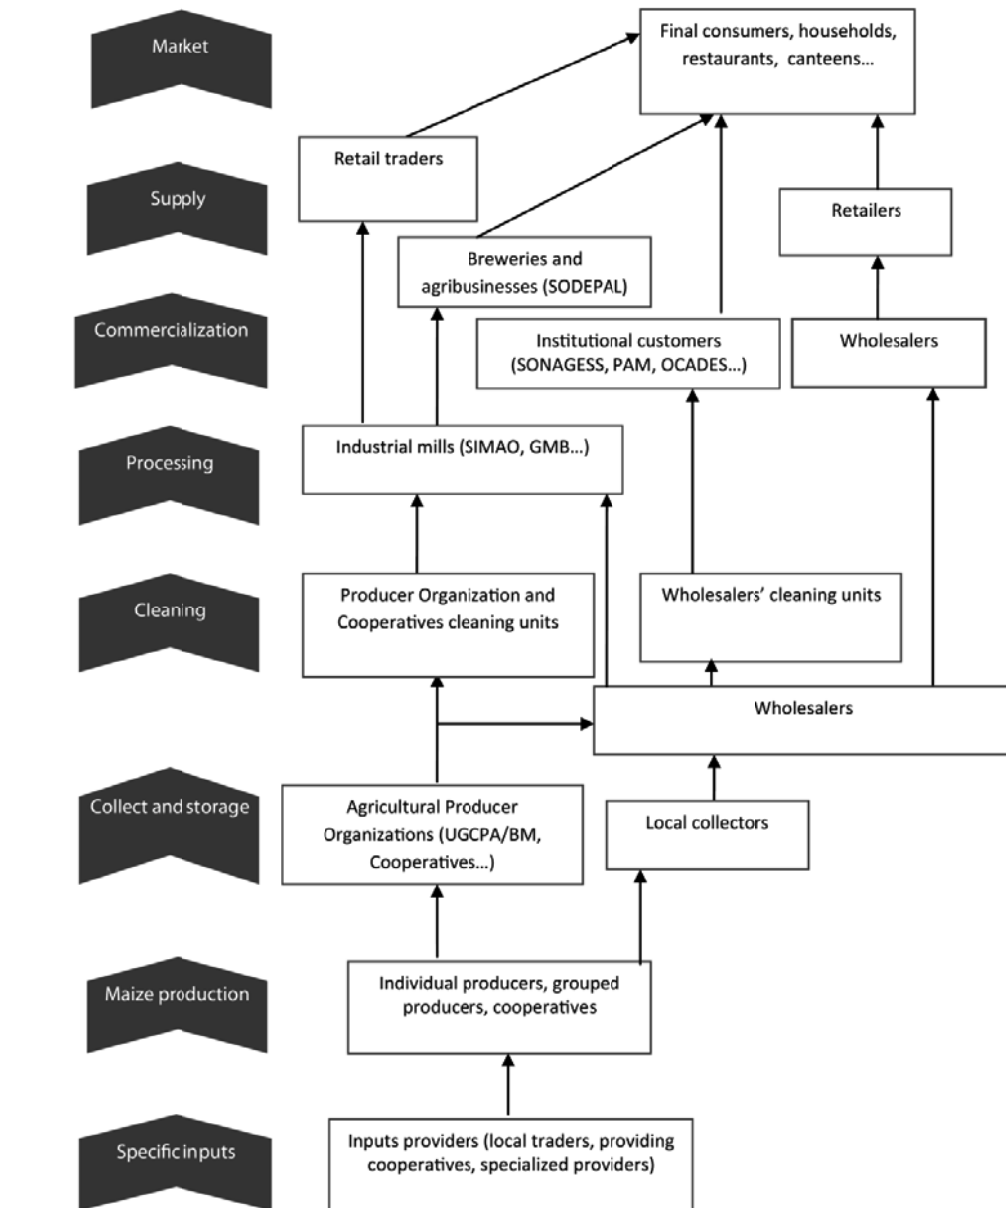 Market
Final consumers, households,
restaurants, canteens...
Retail traders
Supply
Retailers
Breweries and
agribusinesses (SODEPAL)
Commercialization
Institutional customers
(SONAGESS, PAM, OCADES...)
Wholesalers
Processing
Industrial mills (SIMAO, GMB...)
Cleaning
Producer Organization and
Cooperatives cleaning units
Wholesalers' cleaning units
Wholesalers
Collect and storage
Agricultural Producer
Organizations (UGCPA/BM,
Cooperatives...)
Local collectors
Maize production
Individual producers, grouped
producers, cooperatives
Specific inputs
Inputs providers (local traders, providing
cooperatives, specialized providers)